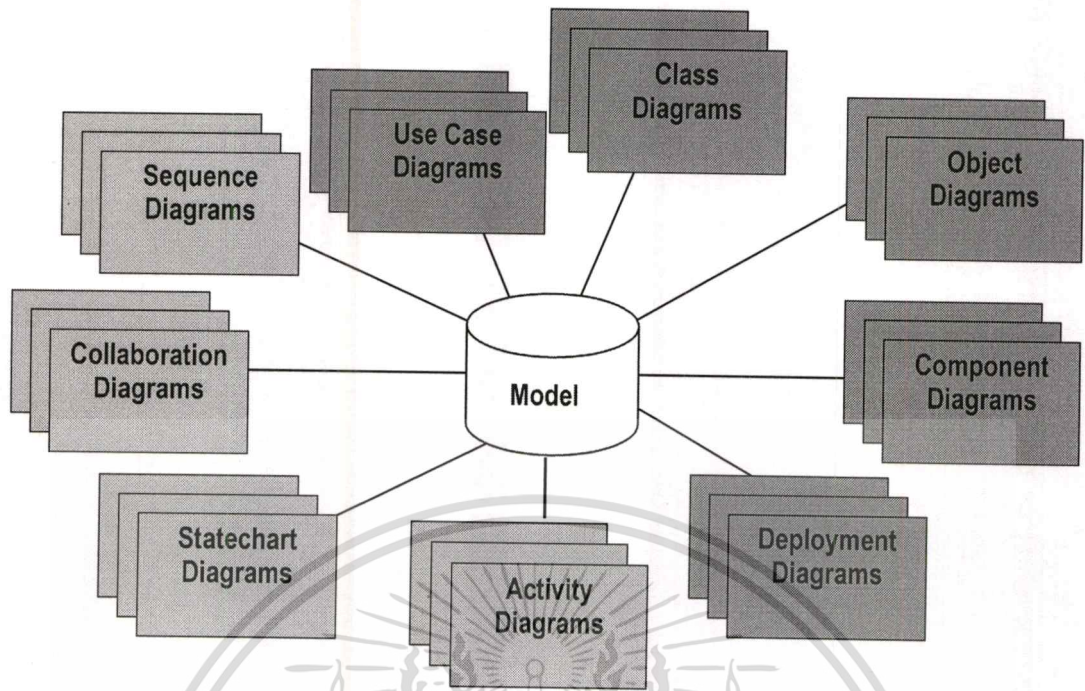 Class
Diagrams
Use Case
Diagrams
Object
Diagrams
Sequence
Diagrams
Collaboration
Diagrams
Model
Component
Diagrams
Statechart
Diagrams
Activity
Diagrams
Deployment
Diagrams